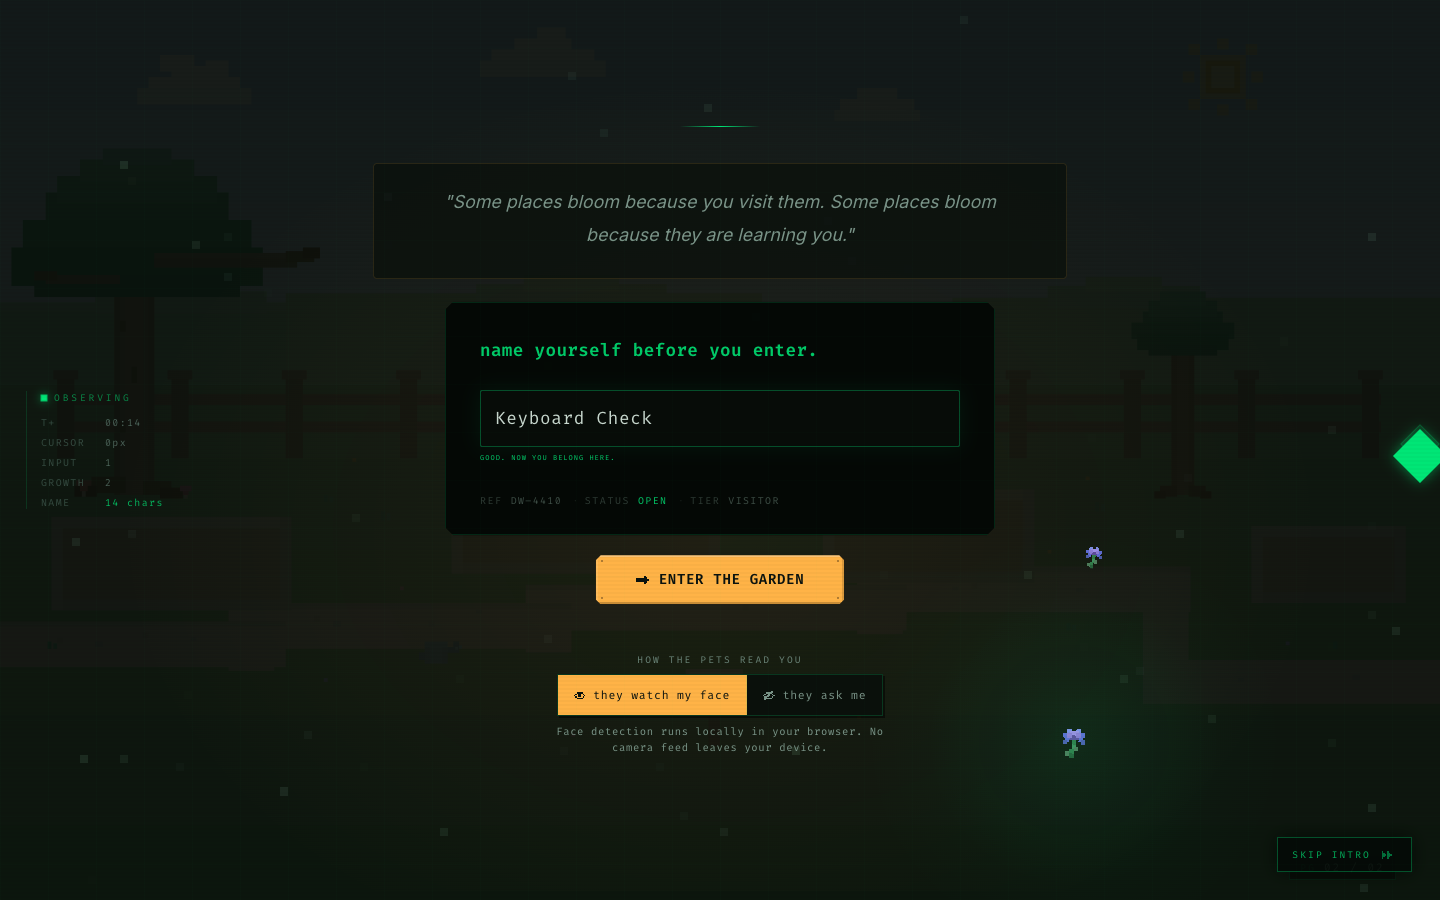 "Some places bloom because you visit them. Some places bloom
because they are learning you."
name yourself before you enter.
Keyboard Check
GOOD. NOW YOU BELONG HERE.
REF DW-4410 · STATUS OPEN · TIER VISITOR
OBSERVING
T+ 00:14
CURSOR 0px
INPUT 1
GROWTH 2
NAME 14 chars
ENTER THE GARDEN
HOW THE PETS READ YOU
they watch my face
they ask me
Face detection runs locally in your browser. No
camera feed leaves your device.
SKIP INTRO